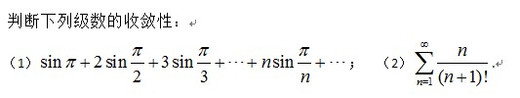 判断下列级数的收敛性：↵
（1）sin π + 2 sin π/2 + 3 sin π/3 + ⋯ + n sin π/n + ⋯； （2）∑_{n=1}^{∞} n/(n+1)! .↵